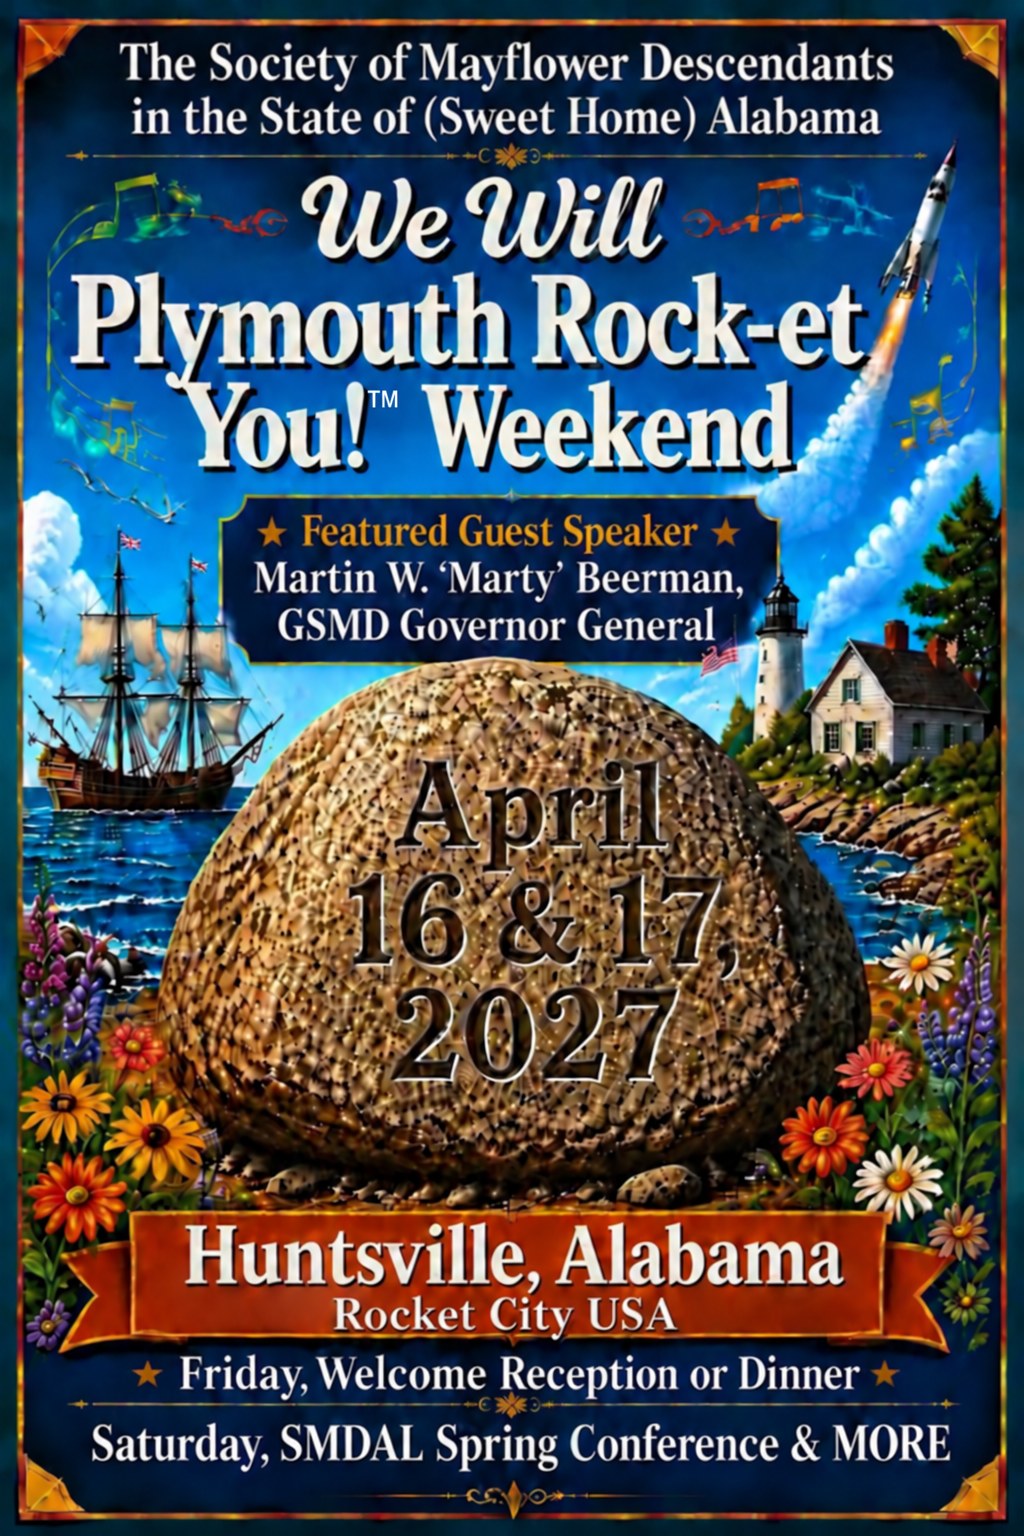 The Society of Mayflower Descendants
in the State of (Sweet Home) Alabama
We Will
Plymouth Rock-et
You!™ Weekend
★ Featured Guest Speaker ★
Martin W. ‘Marty’ Beerman,
GSMD Governor General
April
16 & 17,
2027
Huntsville, Alabama
Rocket City USA
★ Friday, Welcome Reception or Dinner ★
Saturday, SMDAL Spring Conference & MORE